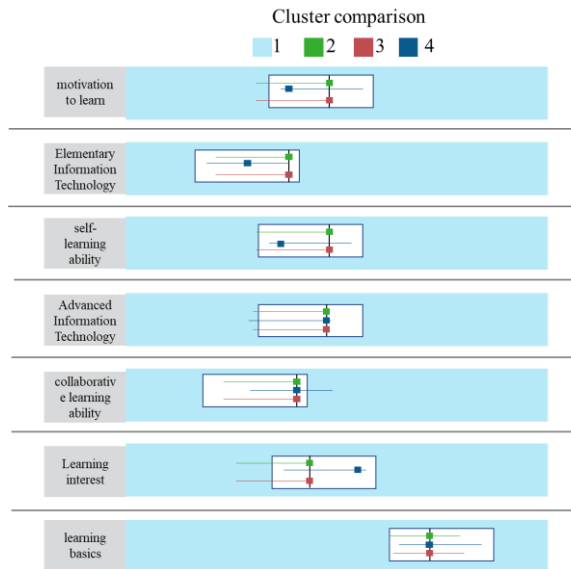 Cluster comparison
1 2 3 4
motivation
to learn
Elementary
Information
Technology
self-
learning
ability
Advanced
Information
Technology
collaborativ
e learning
ability
Learning
interest
learning
basics